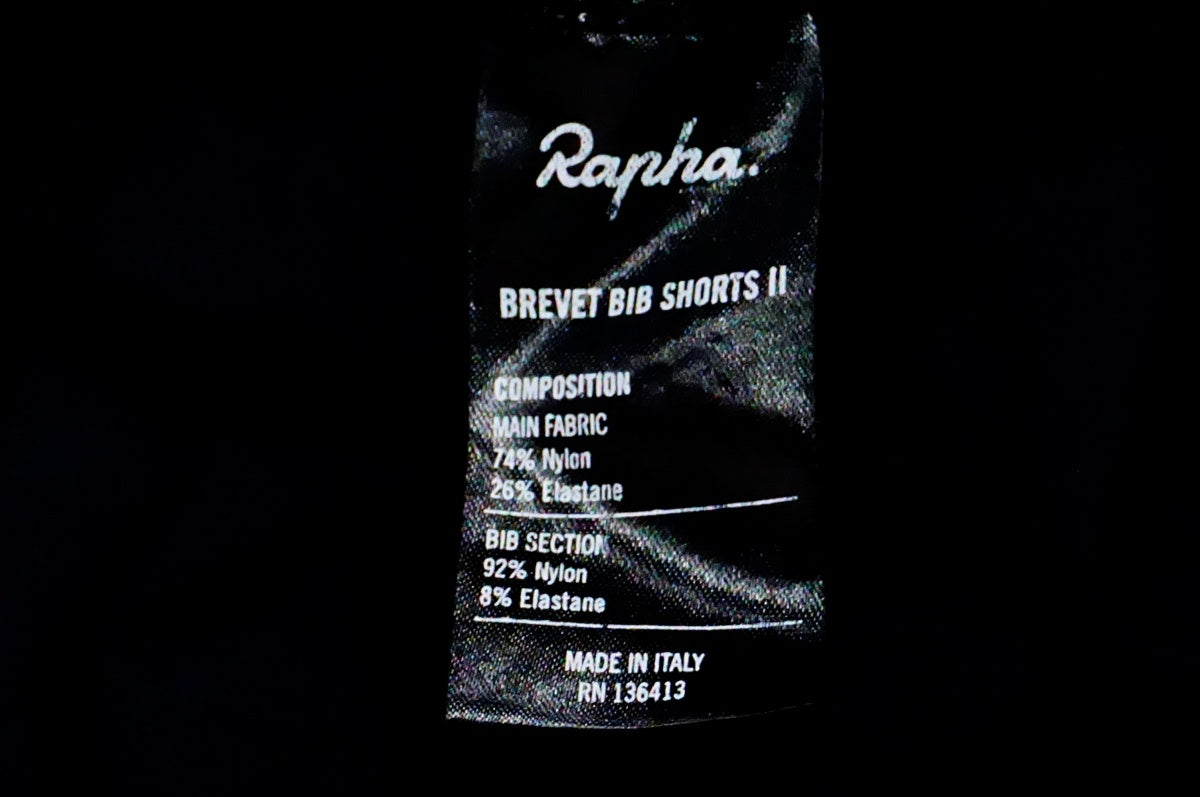 Rapha.
BREVET BIB SHORTS II
COMPOSITION
MAIN FABRIC
74% Nylon
26% Elastane
BIB SECTION
92% Nylon
8% Elastane
MADE IN ITALY
RN 136413